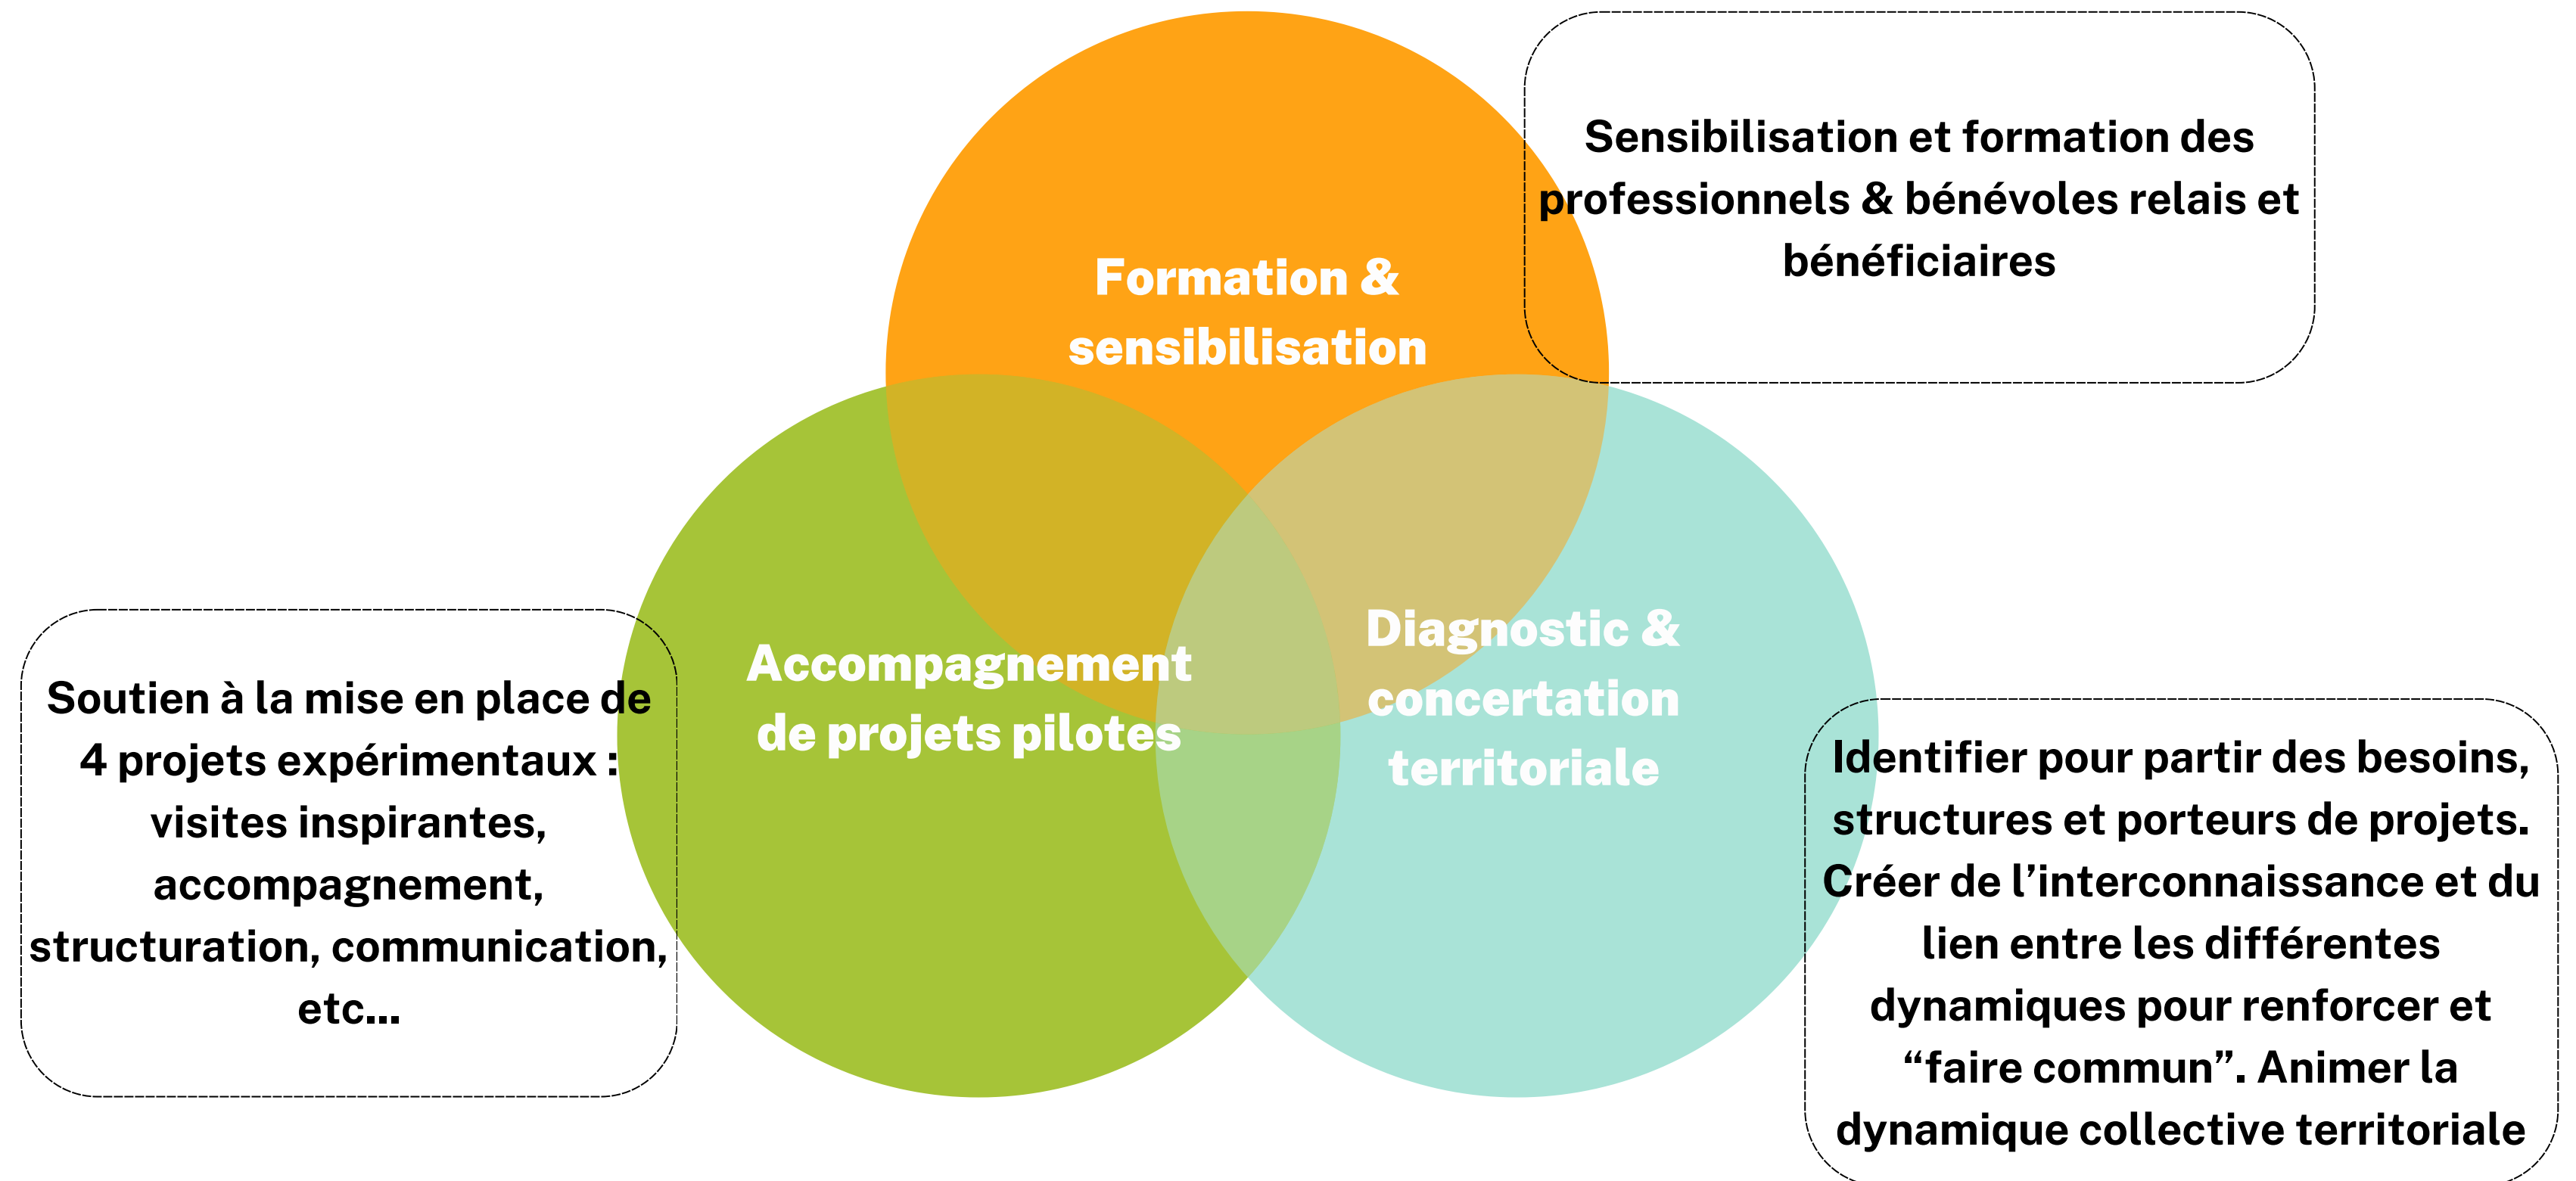 Sensibilisation et formation des
professionnels & bénévoles relais et
bénéficiaires
Formation &
sensibilisation
Accompagnement
de projets pilotes
Diagnostic &
concertation
territoriale
Soutien à la mise en place de
4 projets expérimentaux :
visites inspirantes,
accompagnement,
structuration, communication,
etc...
Identifier pour partir des besoins,
structures et porteurs de projets.
Créer de l’interconnaissance et du
lien entre les différentes
dynamiques pour renforcer et
“faire commun”. Animer la
dynamique collective territoriale